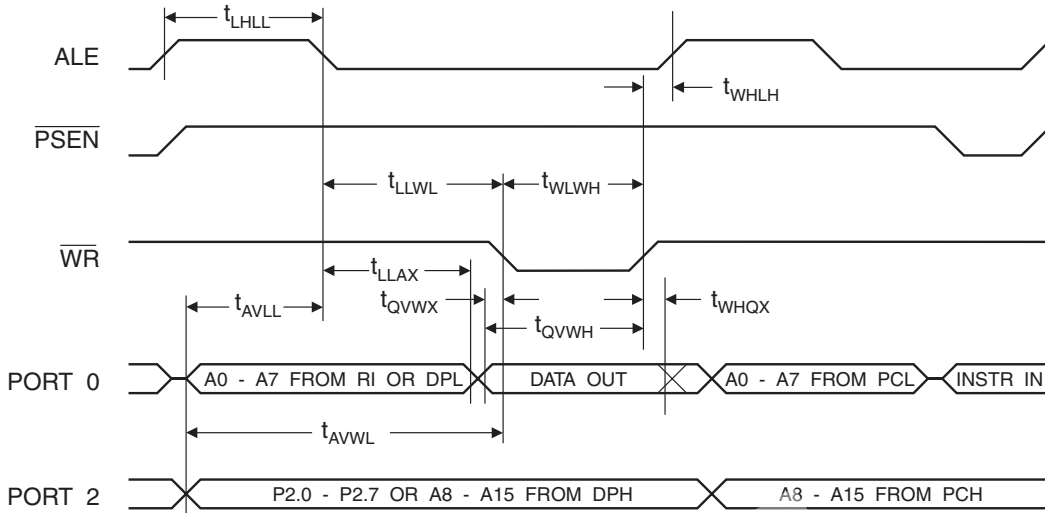 tLHLL
ALE
tWHLH
PSEN
tLLWL
tWLWH
WR
tLLAX
tAVLL
tQVWX
tWHQX
tQVWH
PORT 0
A0 - A7 FROM RI OR DPL
DATA OUT
A0 - A7 FROM PCL
INSTR IN
tAVWL
PORT 2
P2.0 - P2.7 OR A8 - A15 FROM DPH
A8 - A15 FROM PCH